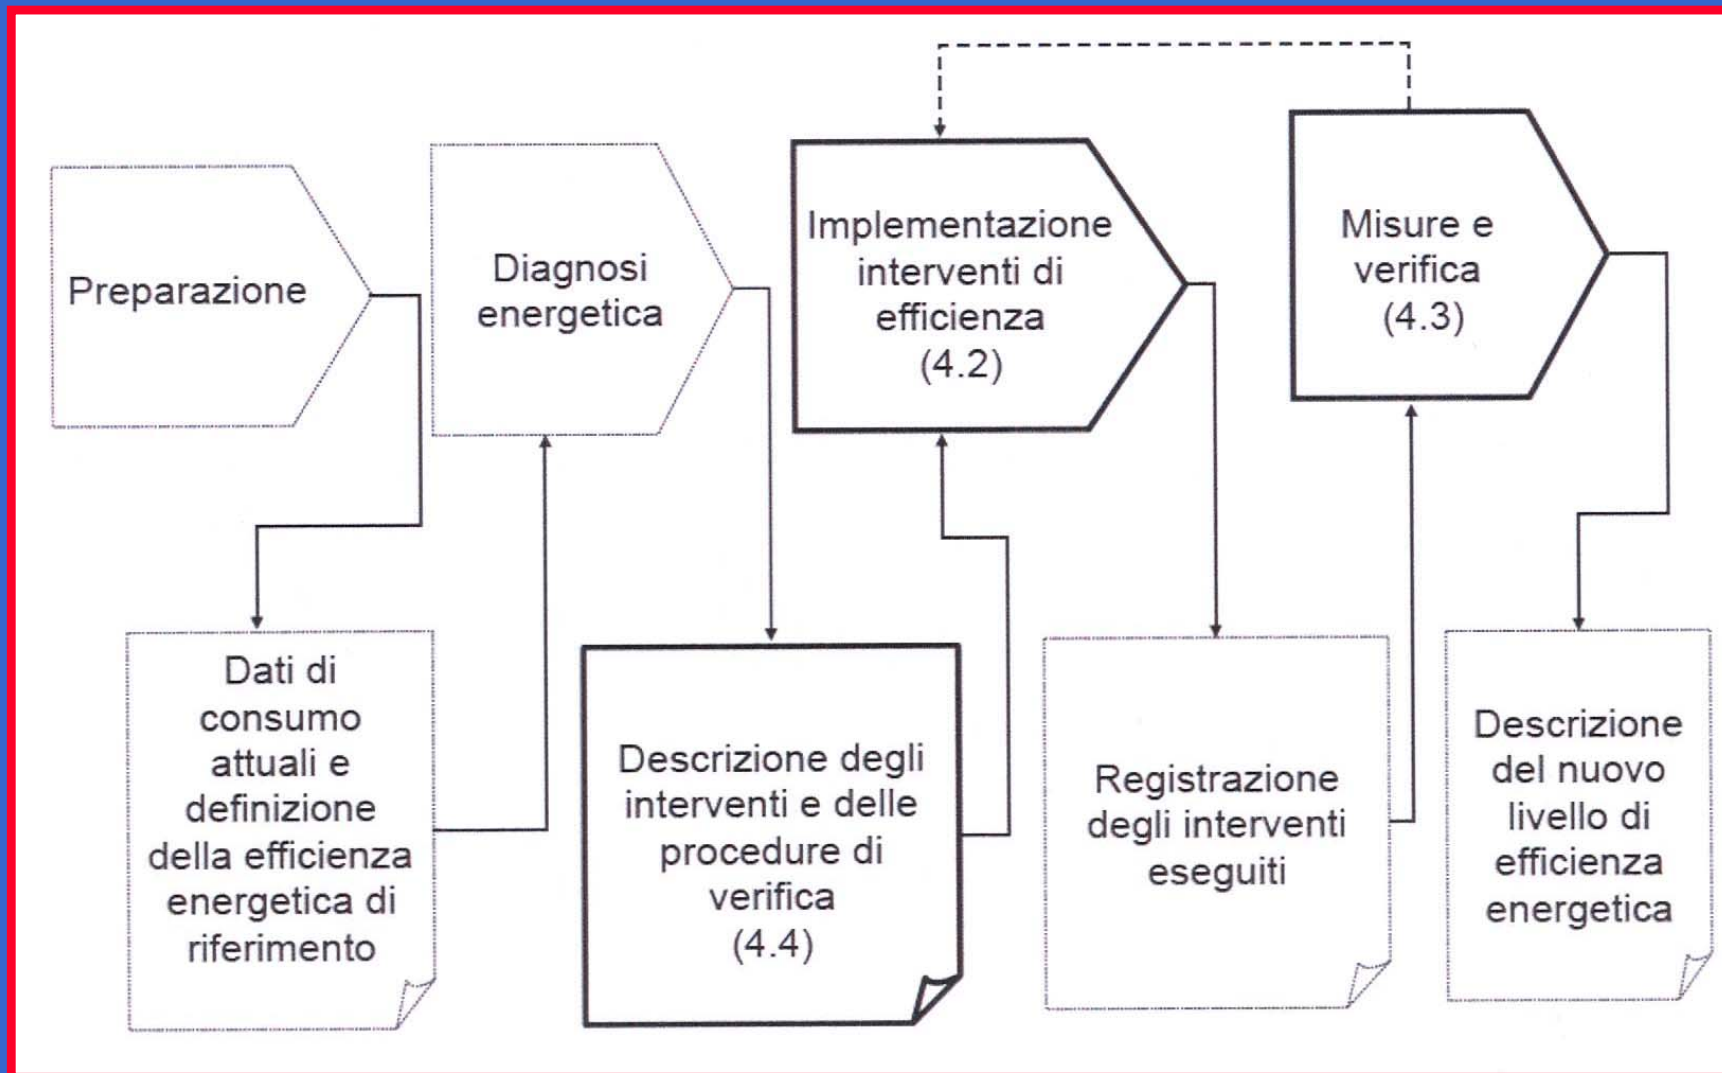 Preparazione
Diagnosi
energetica
Implementazione
interventi di
efficienza
(4.2)
Misure e
verifica
(4.3)
Dati di
consumo
attuali e
definizione
della efficienza
energetica di
riferimento
Descrizione degli
interventi e delle
procedure di
verifica
(4.4)
Registrazione
degli interventi
eseguiti
Descrizione
del nuovo
livello di
efficienza
energetica